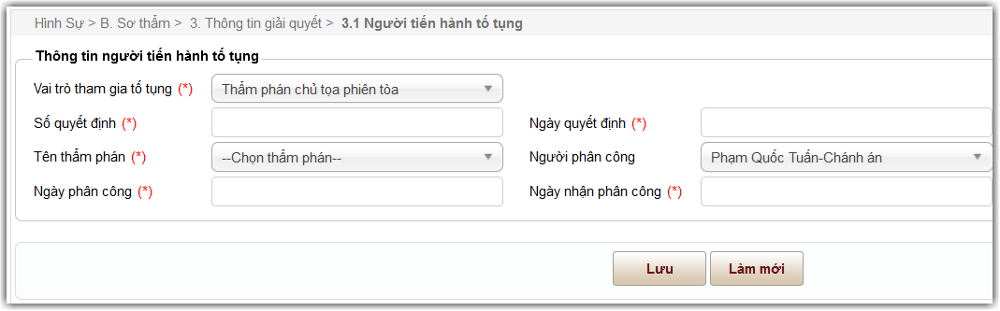 Hình Sự > B. Sơ thẩm > 3. Thông tin giải quyết > 3.1 Người tiến hành tố tụng
Thông tin người tiến hành tố tụng
Vai trò tham gia tố tụng (*) Thẩm phán chủ tọa phiên tòa
Số quyết định (*) Ngày quyết định (*)
Tên thẩm phán (*) --Chọn thẩm phán-- Người phân công Phạm Quốc Tuấn-Chánh án
Ngày phân công (*) Ngày nhận phân công (*)
Lưu Làm mới